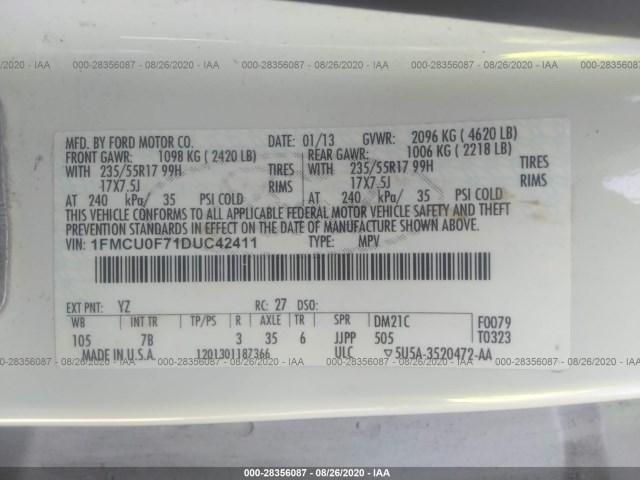 000-28356087 - 08/26/2020 - IAA
MFD. BY FORD MOTOR CO. DATE: 01/13 GVWR: 2096 KG ( 4620 LB)
FRONT GAWR: 1098 KG ( 2420 LB) REAR GAWR: 1006 KG ( 2218 LB)
WITH 235/55R17 99H TIRES WITH 235/55R17 99H TIRES
17X7.5J RIMS 17X7.5J RIMS
AT 240 kPa/ 35 PSI COLD AT 240 kPa/ 35 PSI COLD
THIS VEHICLE CONFORMS TO ALL APPLICABLE FEDERAL MOTOR VEHICLE SAFETY AND THEFT
PREVENTION STANDARDS IN EFFECT ON THE DATE OF MANUFACTURE SHOWN ABOVE.
VIN: 1FMCU0F71DUC42411 TYPE: MPV
EXT PNT: YZ RC: 27 DSO:
WB INT TR TP/PS R AXLE TR SPR DM21C F0079
105 7B 3 35 6 JJPP 505 T0323
MADE IN U.S.A. 1201301187366 ULC ▽5U5A-3520472-AA
000-28356087 - 08/26/2020 - IAA